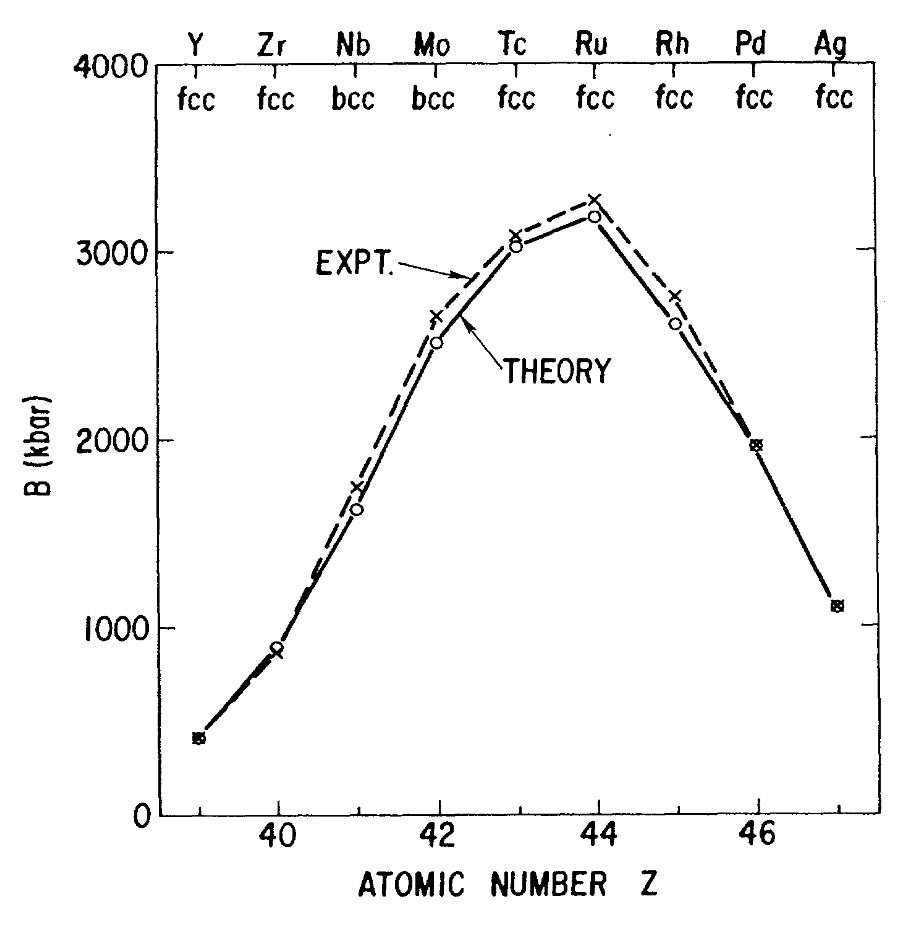 Y Zr Nb Mo Tc Ru Rh Pd Ag
4000
fcc fcc bcc bcc fcc fcc fcc fcc fcc
3000
EXPT.
THEORY
2000
B (kbar)
1000
0
40 42 44 46
ATOMIC NUMBER Z